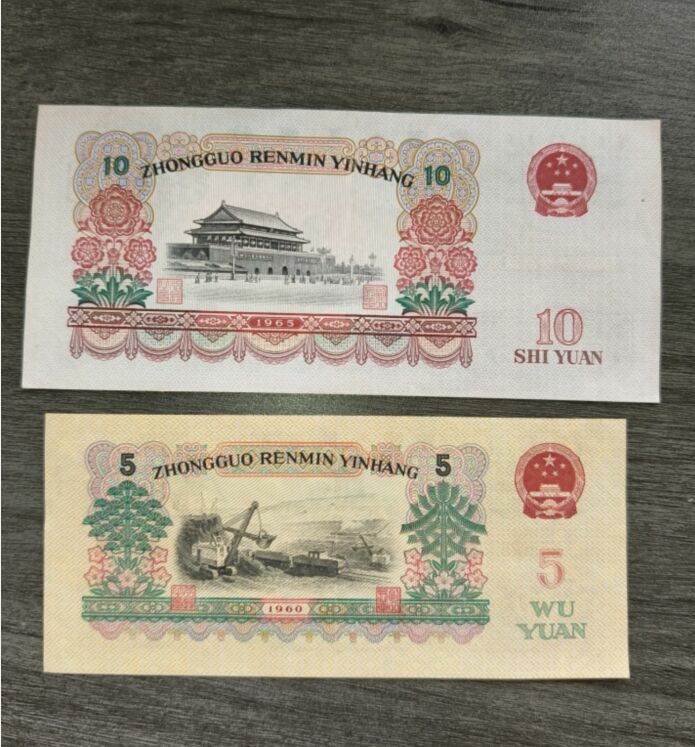 10 ZHONGGUO RENMIN YINHANG 10
1965
10
SHI YUAN
5 ZHONGGUO RENMIN YINHANG 5
1960
5
WU
YUAN